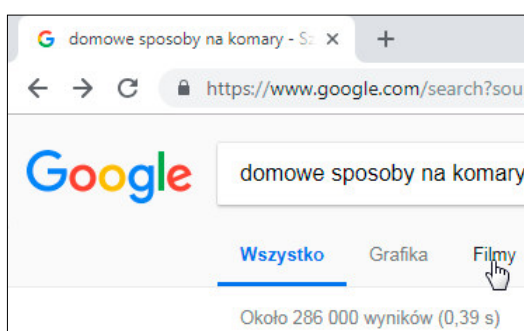 domowe sposoby na komary - Sz
https://www.google.com/search?sou
Google
domowe sposoby na komary
Wszystko Grafika Filmy
Około 286 000 wyników (0,39 s)